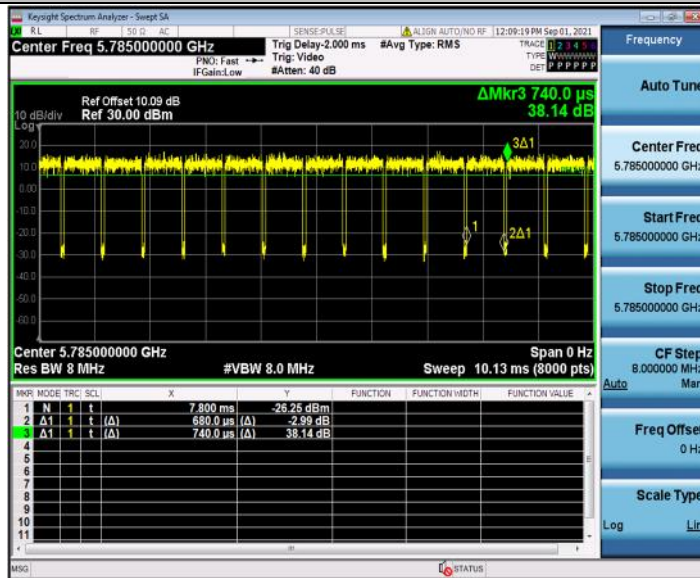 Keysight Spectrum Analyzer - Swept SA
RL RF 50 Ω AC SENSE:PULSE ALIGN AUTO/NO RF 12:09:19 PM Sep 01, 2021
Center Freq 5.785000000 GHz
PNO: Fast
IFGain:Low
Trig Delay-2.000 ms
Trig: Video
#Atten: 40 dB
#Avg Type: RMS
TRACE 1 2 3 4 5 6
TYPE
DET P P P P P P
Ref Offset 10.09 dB
10 dB/div Ref 30.00 dBm
Log
ΔMkr3 740.0 µs
38.14 dB
20.0
10.0
0.00
-10.0
-20.0
-30.0
-40.0
-50.0
-60.0
3Δ1
1
2Δ1
Center 5.785000000 GHz Span 0 Hz
Res BW 8 MHz #VBW 8.0 MHz Sweep 10.13 ms (8000 pts)
MKR MODE TRC SCL X Y FUNCTION FUNCTION WIDTH FUNCTION VALUE
1 N 1 t 7.800 ms -26.25 dBm
2 Δ1 1 t (Δ) 680.0 µs (Δ) -2.99 dB
3 Δ1 1 t (Δ) 740.0 µs (Δ) 38.14 dB
4
5
6
7
8
9
10
11
MSG STATUS
Frequency
Auto Tune
Center Freq
5.785000000 GHz
Start Freq
5.785000000 GHz
Stop Freq
5.785000000 GHz
CF Step
8.000000 MHz
Auto Man
Freq Offset
0 Hz
Scale Type
Log Lin